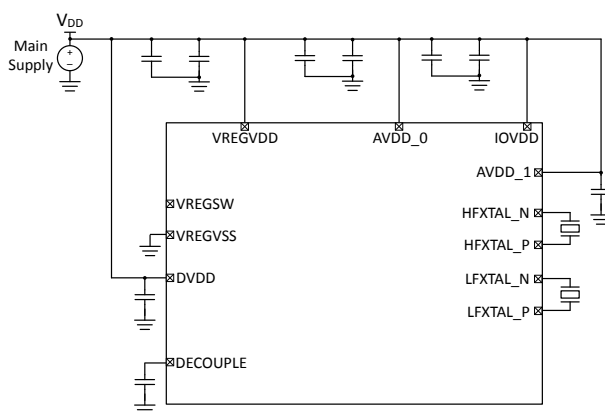 VDD
Main
Supply
+
–
VREGVDD
AVDD_0
IOVDD
AVDD_1
VREGSW
HFXTAL_N
VREGVSS
HFXTAL_P
DVDD
LFXTAL_N
LFXTAL_P
DECOUPLE